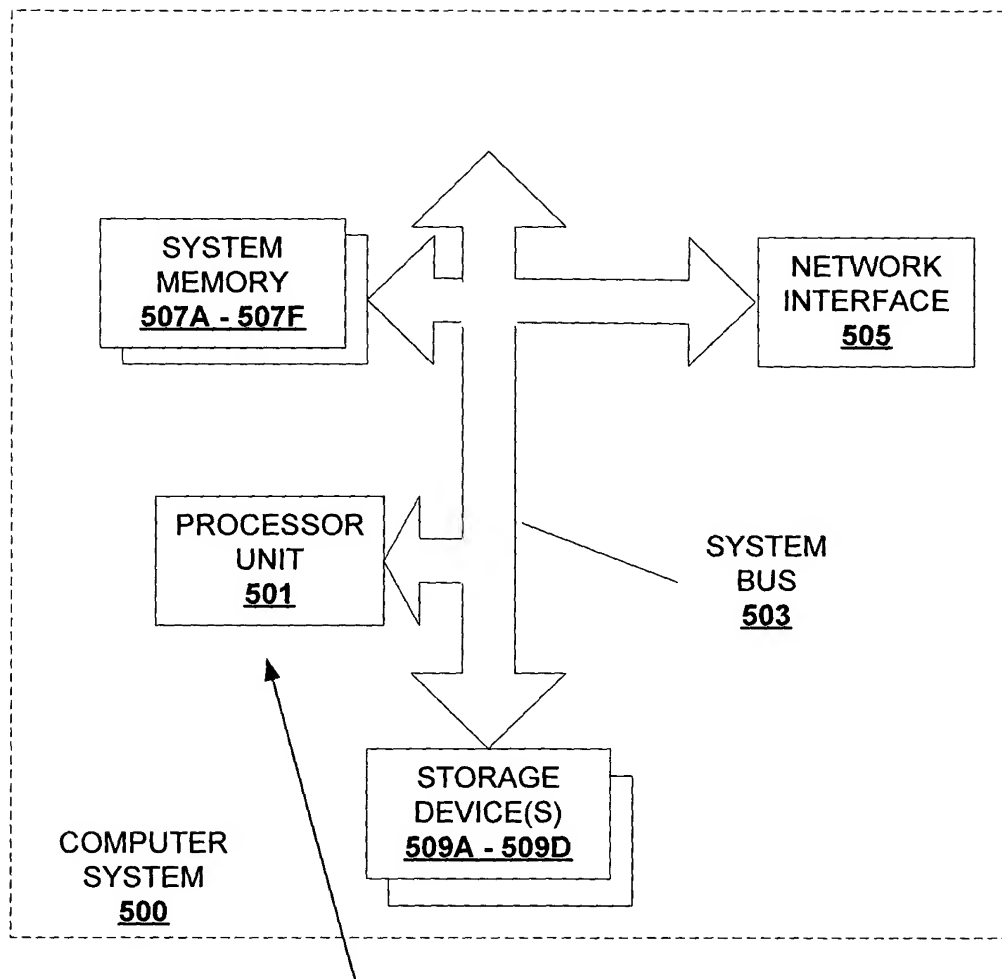 SYSTEM
MEMORY
507A - 507F
NETWORK
INTERFACE
505
PROCESSOR
UNIT
501
SYSTEM
BUS
503
STORAGE
DEVICE(S)
509A - 509D
COMPUTER
SYSTEM
500